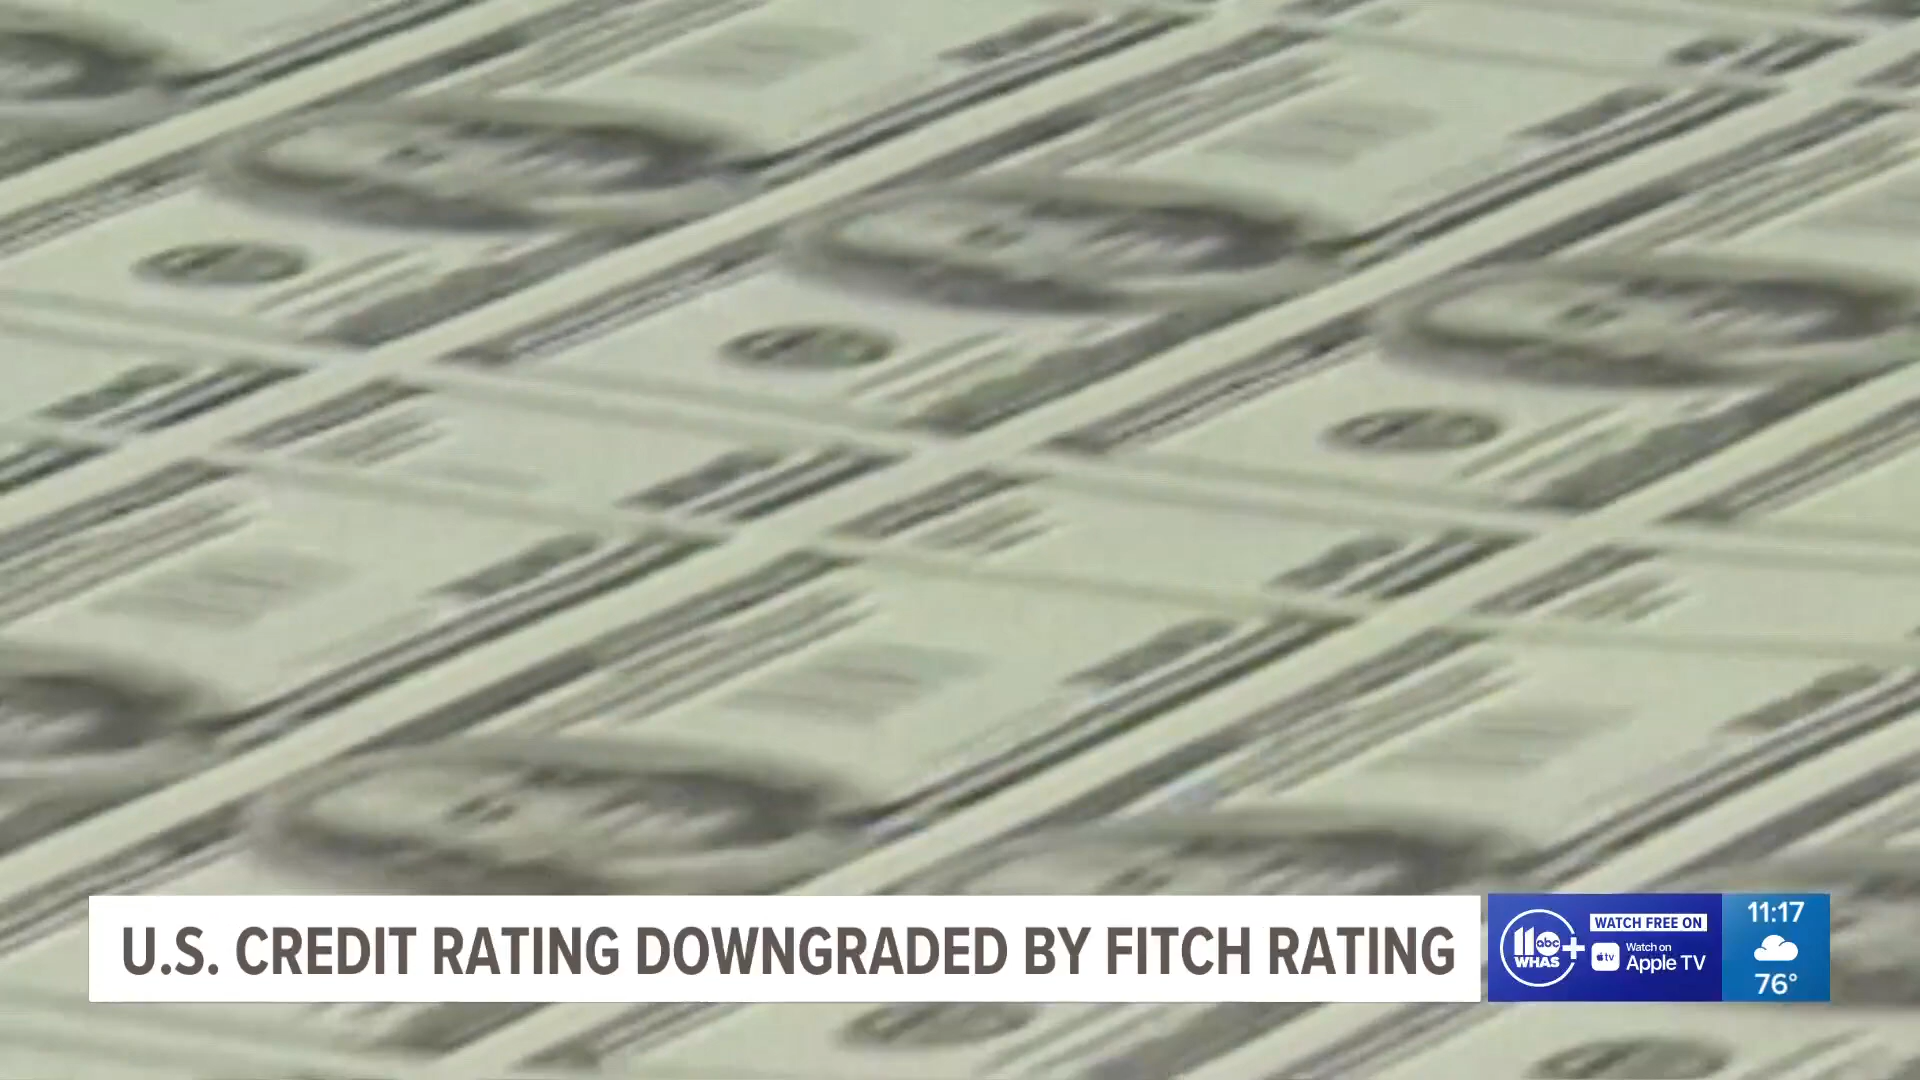 U.S. CREDIT RATING DOWNGRADED BY FITCH RATING
11 abc+
WHAS
WATCH FREE ON
tv
Watch on
Apple TV
11:17
76°